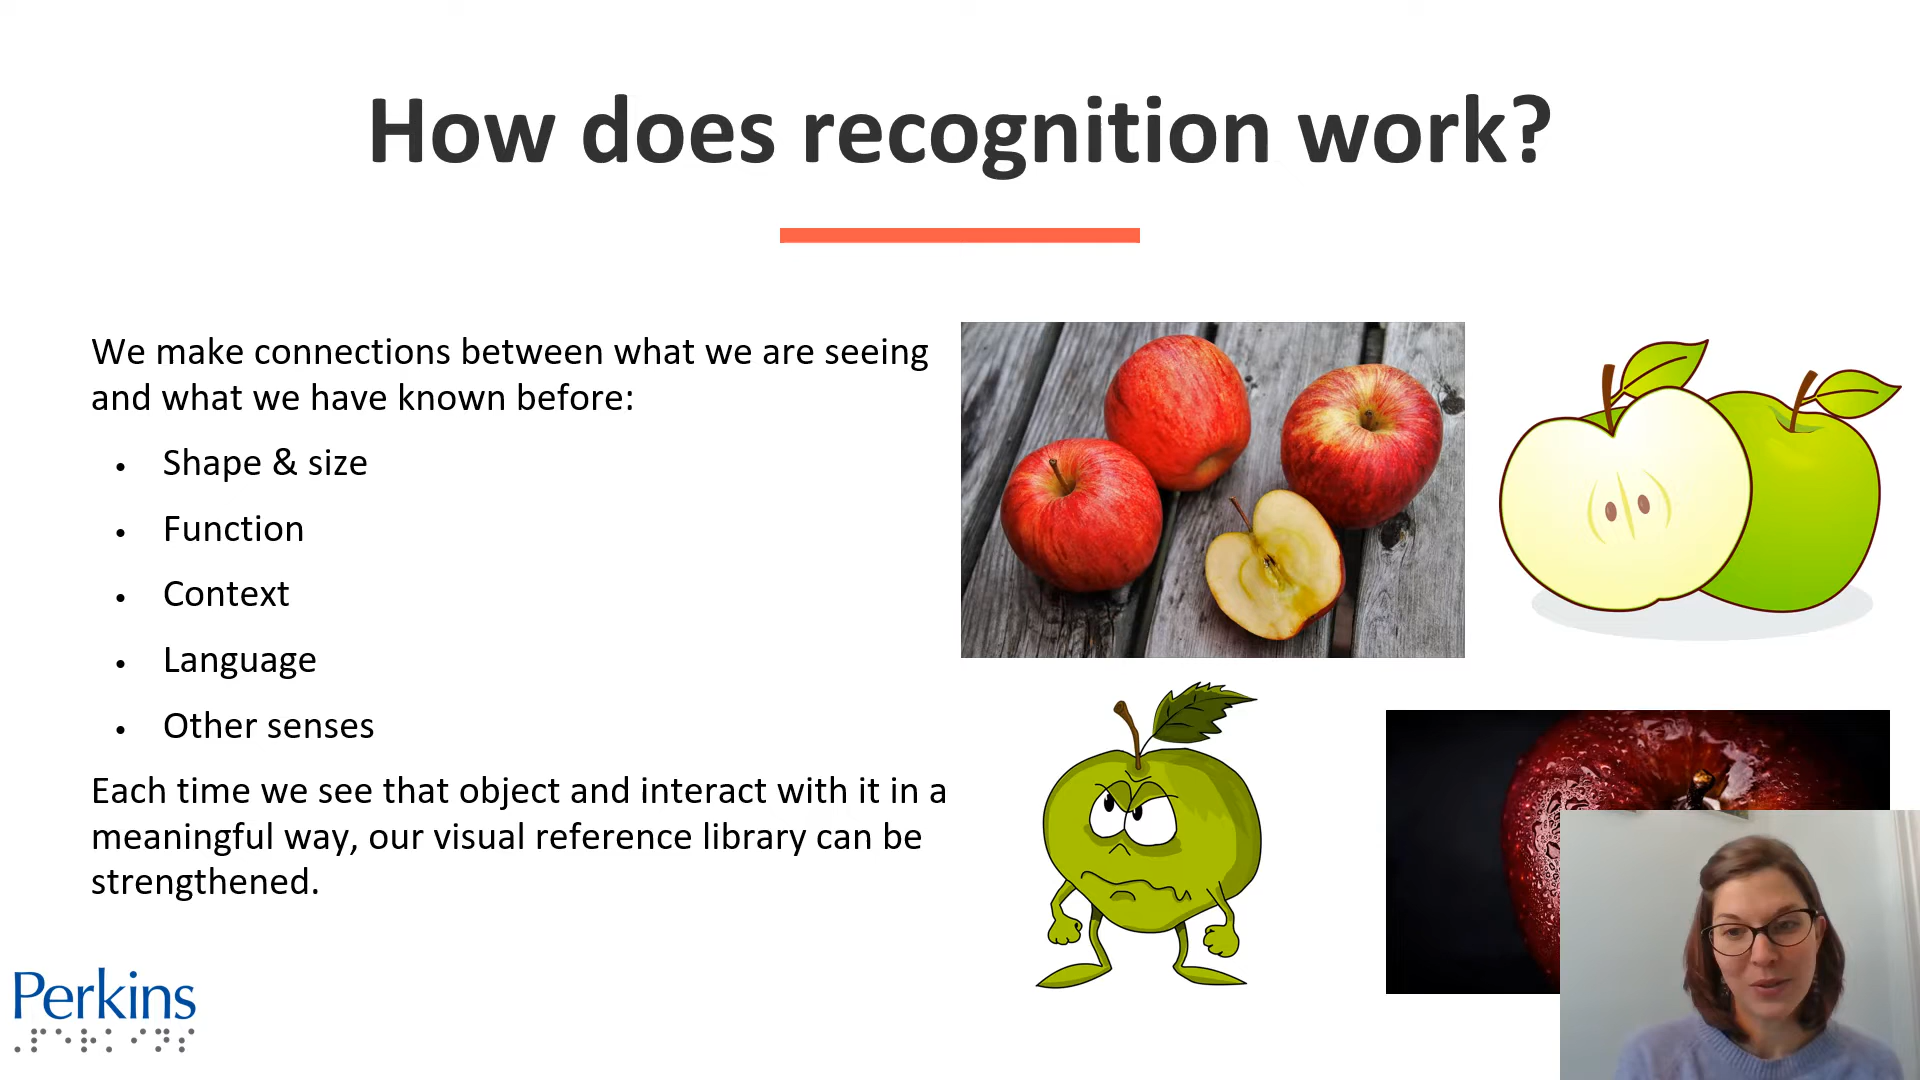 How does recognition work?
We make connections between what we are seeing
and what we have known before:
• Shape & size
• Function
• Context
• Language
• Other senses
Each time we see that object and interact with it in a
meaningful way, our visual reference library can be
strengthened.
Perkins
⠠⠏⠑⠗⠅⠊⠝⠎